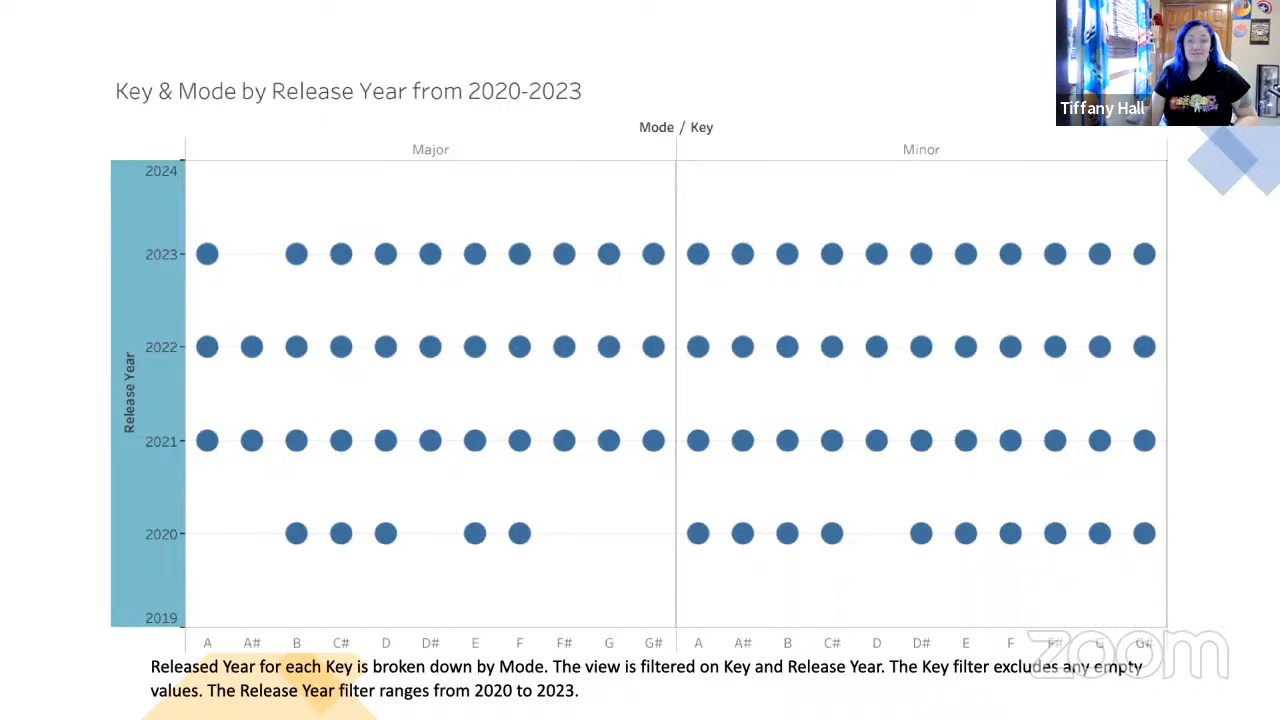 Tiffany Hall
Key & Mode by Release Year from 2020-2023
Mode / Key
Major
Minor
2024
2023
2022
2021
2020
2019
Release Year
A A# B C# D D# E F F# G G# A A# B C# D D# E F F# G G#
Released Year for each Key is broken down by Mode. The view is filtered on Key and Release Year. The Key filter excludes any empty
values. The Release Year filter ranges from 2020 to 2023.
zoom